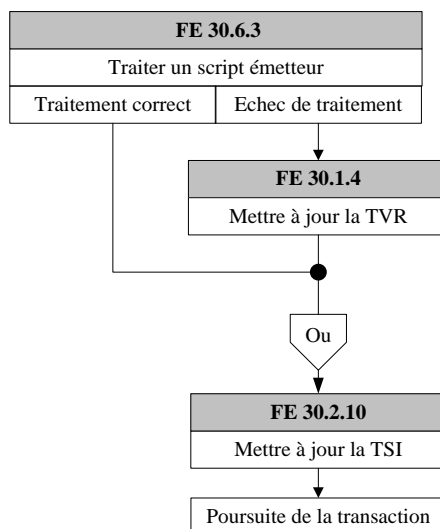 FE 30.6.3
Traiter un script émetteur
Traitement correct
Echec de traitement
FE 30.1.4
Mettre à jour la TVR
Ou
FE 30.2.10
Mettre à jour la TSI
Poursuite de la transaction